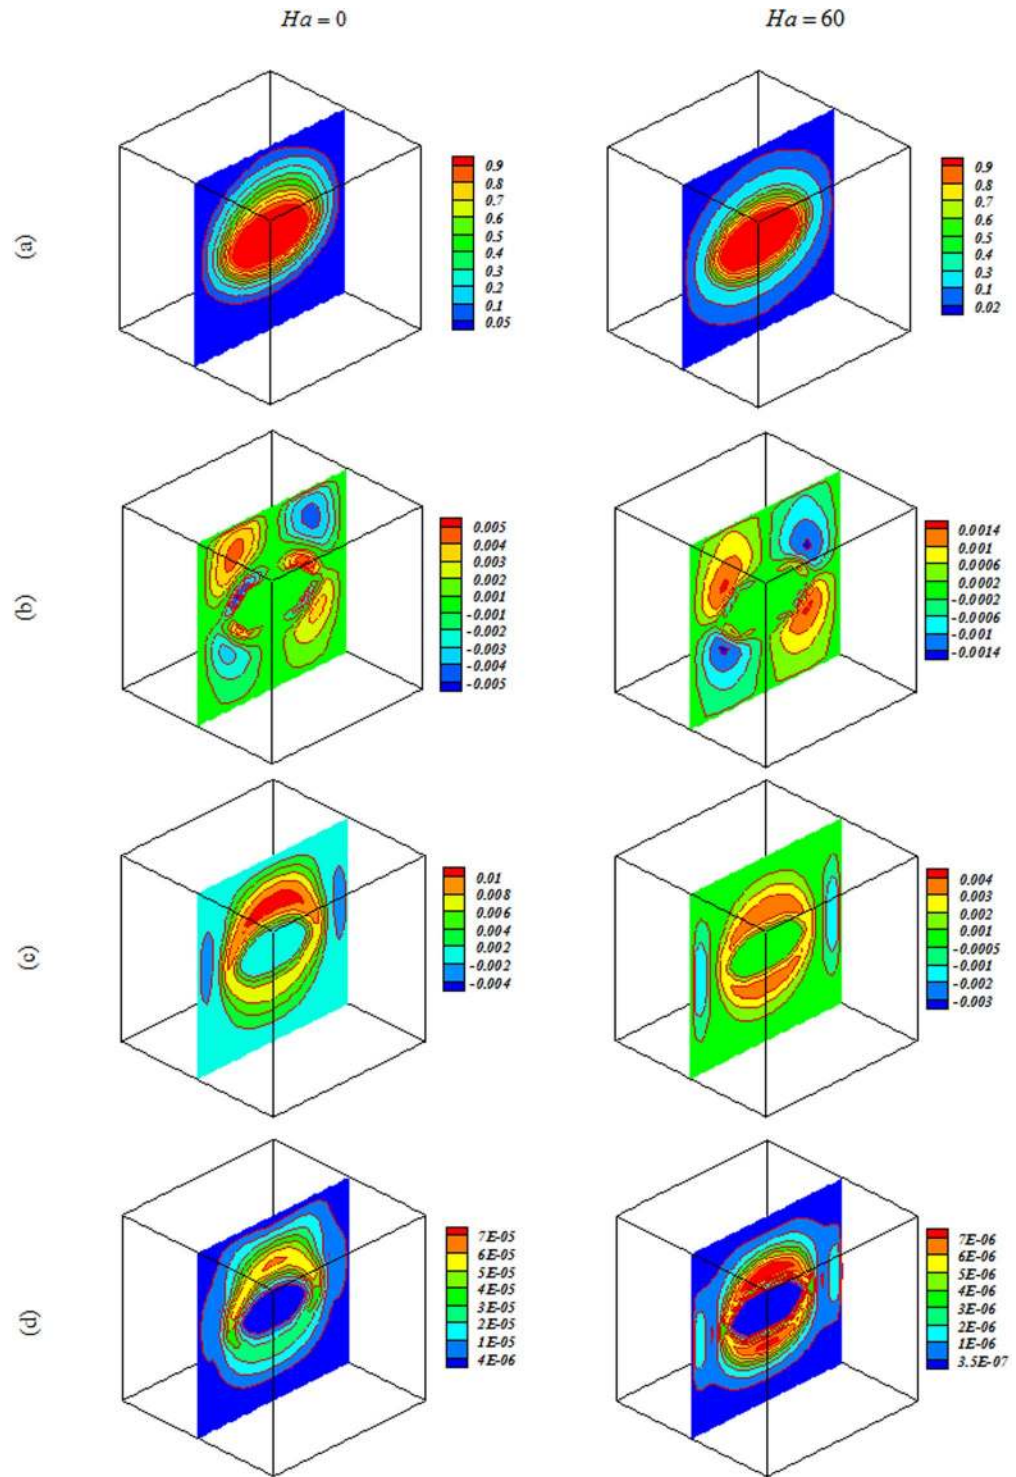 Ha = 0
Ha = 60
(a)
0.9
0.8
0.7
0.6
0.5
0.4
0.3
0.2
0.1
0.05
0.9
0.8
0.7
0.6
0.5
0.4
0.3
0.1
0.02
(b)
0.005
0.004
0.003
0.002
0.001
-0.001
-0.002
-0.003
-0.004
-0.005
0.0014
0.001
0.0006
0.0002
-0.0002
-0.0006
-0.001
-0.0014
(c)
0.01
0.008
0.006
0.004
0.002
-0.002
-0.004
0.004
0.003
0.002
0.001
-0.0005
-0.001
-0.002
-0.003
(d)
7E-05
6E-05
5E-05
4E-05
3E-05
2E-05
1E-05
4E-06
7E-06
6E-06
5E-06
4E-06
3E-06
2E-06
1E-06
3.5E-07